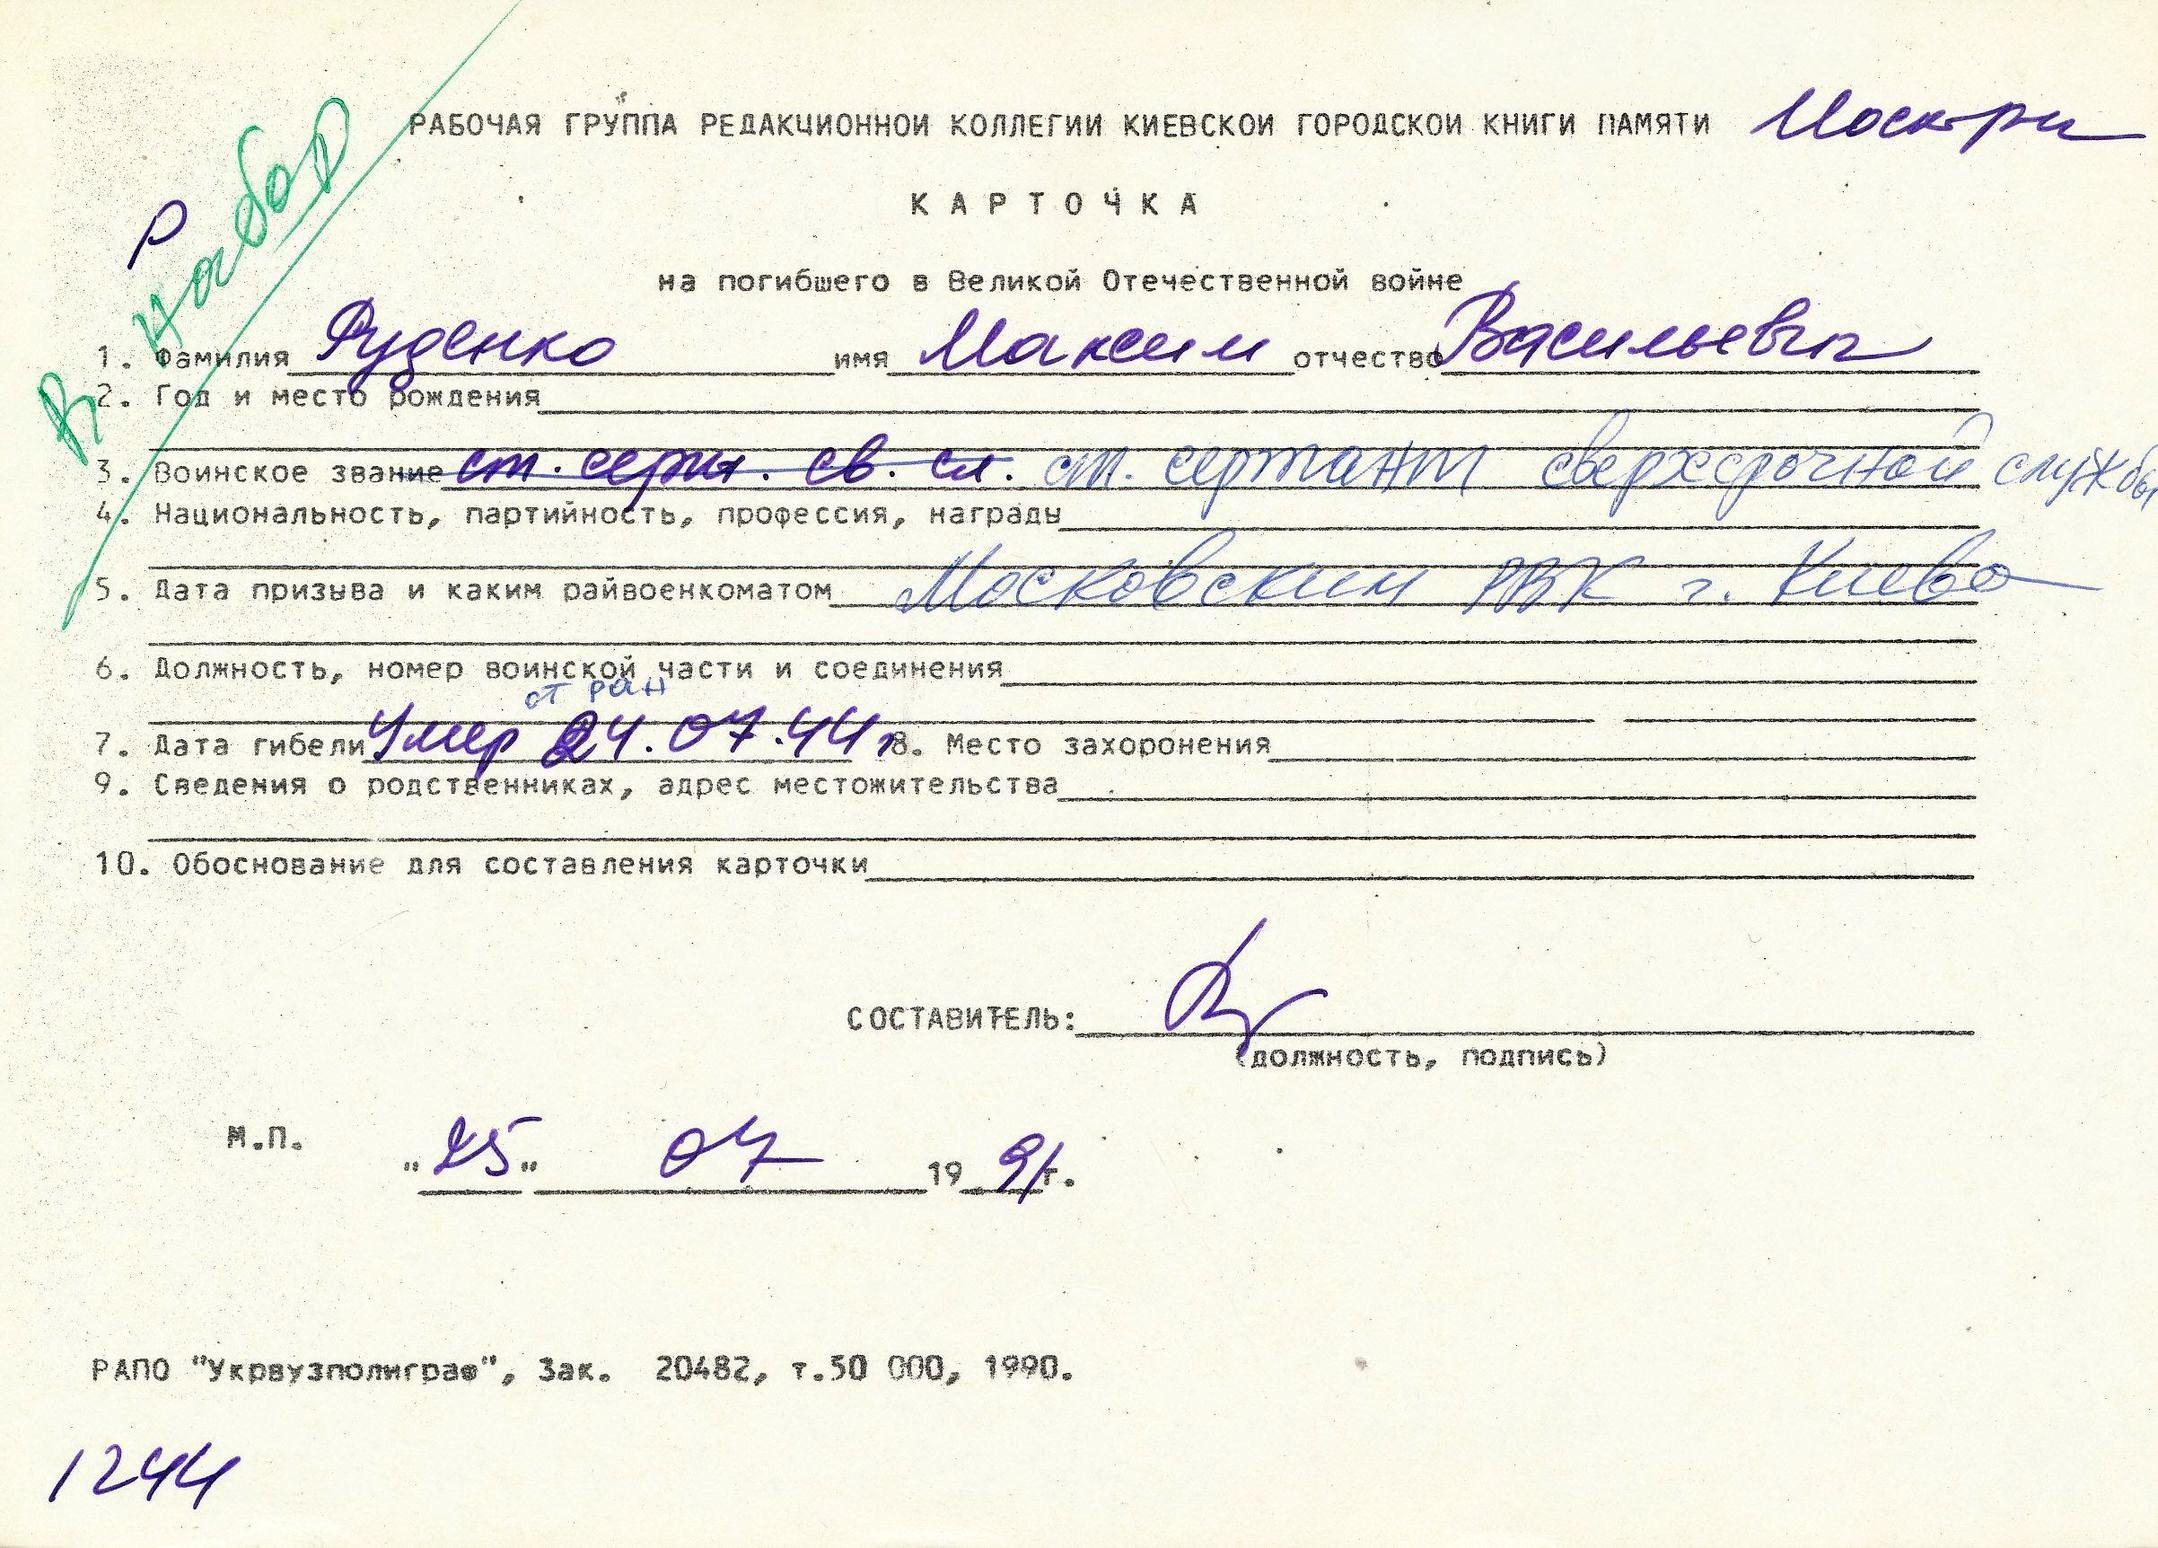 РАБОЧАЯ ГРУППА РЕДАКЦИОННОЙ КОЛЛЕГИИ КИЕВСКОЙ ГОРОДСКОЙ КНИГИ ПАМЯТИ
КАРТОЧКА
Р
В набор
на погибшего в Великой Отечественной войне
1. Фамилия Руденко имя Максим отчество Васильевич
2. Год и место рождения
3. Воинское звание ст. серж. св. сл. ст. сержант сверхсрочной службы
4. Национальность, партийность, профессия, награды
5. Дата призыва и каким райвоенкоматом Московским РВК г. Киева
6. Должность, номер воинской части и соединения
от ран
7. Дата гибели Умер 24.07.44 г 8. Место захоронения
9. Сведения о родственниках, адрес местожительства
10. Обоснование для составления карточки
СОСТАВИТЕЛЬ:
(должность, подпись)
М.П.
"25" 07 1991г.
РАПО "Укрвузполиграф", Зак. 20482, т.50 000, 1990.
1244